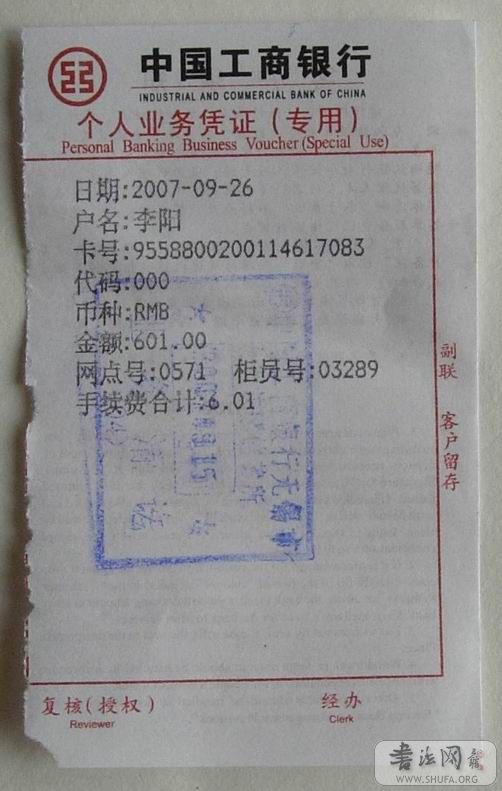 中国工商银行
INDUSTRIAL AND COMMERCIAL BANK OF CHINA
个人业务凭证(专用)
Personal Banking Business Voucher (Special Use)
日期:2007-09-26
户名:李阳
卡号:9558800200114617083
代码:000
币种:RMB
金额:601.00
网点号:0571 柜员号:03289
手续费合计:6.01
副联 客户留存
复核(授权) 经办
Reviewer Clerk
书法网
WWW.SHUFA.ORG